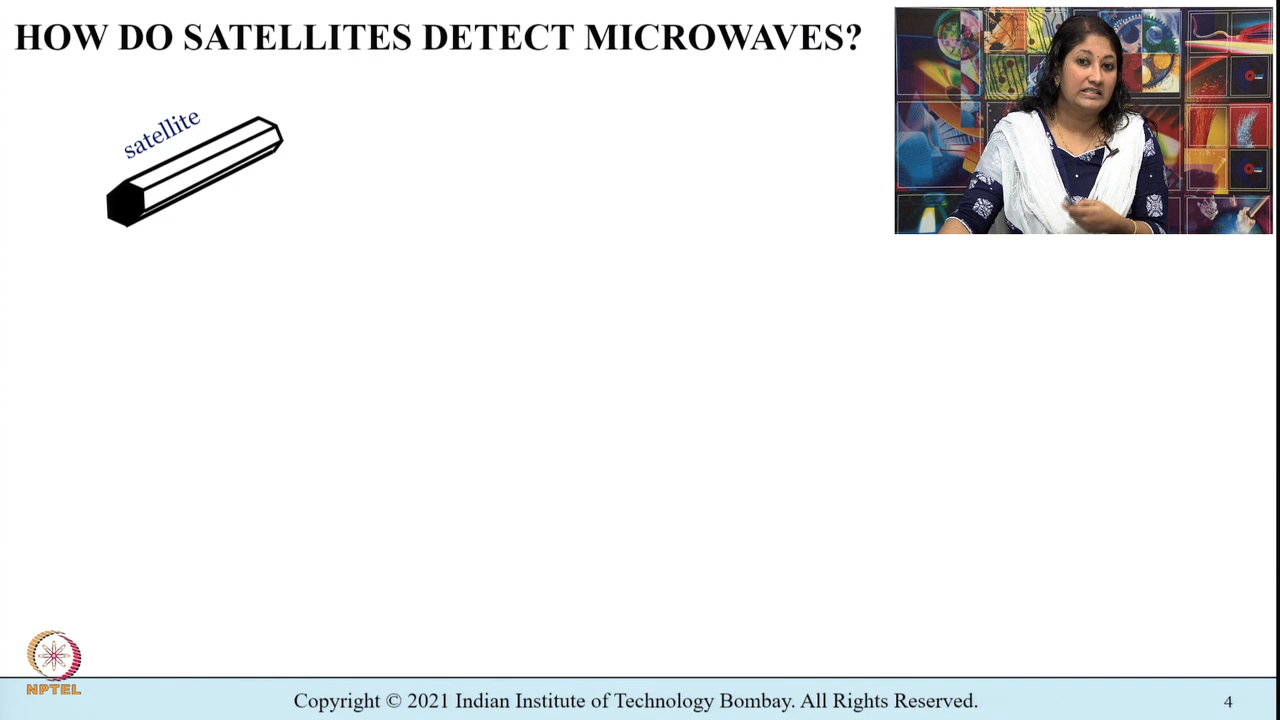 HOW DO SATELLITES DETECT MICROWAVES?
satellite
NPTEL
Copyright © 2021 Indian Institute of Technology Bombay. All Rights Reserved.
4